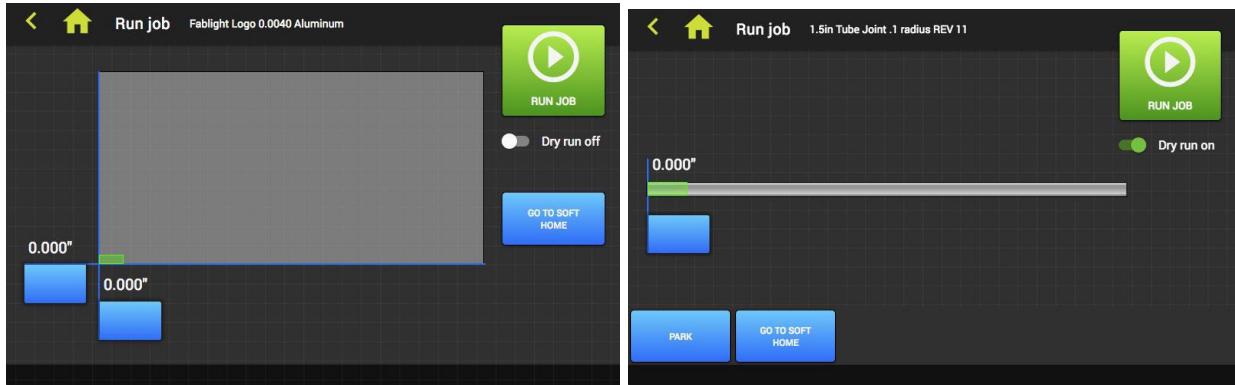 Run job Fablight Logo 0.0040 Aluminum
RUN JOB
Dry run off
GO TO SOFT
HOME
0.000"
0.000"
Run job 1.5in Tube Joint .1 radius REV 11
RUN JOB
Dry run on
0.000"
PARK
GO TO SOFT
HOME